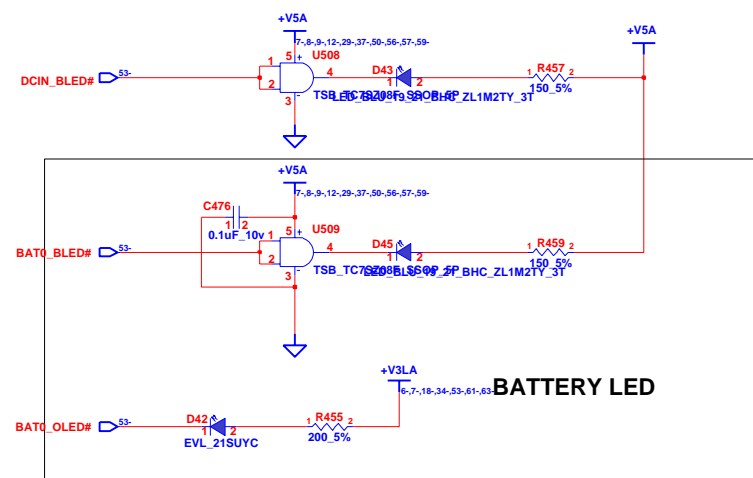 +V5A
7-,8-,9-,12-,29-,37-,50-,56-,57-,59-
U508
5
+
1
2
4
3
-
DCIN_BLED#
53-
D43
1
2
TSB_TC7SZ08F_SSOP_5P
LED_BLU_19_21_BHC_ZL1M2TY_3T
R457
1
2
150_5%
+V5A
+V5A
7-,8-,9-,12-,29-,37-,50-,56-,57-,59-
C476
1
2
0.1uF_10v
U509
5
+
1
2
4
3
-
BAT0_BLED#
53-
D45
1
2
TSB_TC7SZ08F_SSOP_5P
LED_BLU_19_21_BHC_ZL1M2TY_3T
R459
1
2
150_5%
+V3LA
6-,7-,18-,34-,53-,61-,63-
BATTERY LED
BAT0_OLED#
53-
D42
1
2
EVL_21SUYC
R455
1
2
200_5%